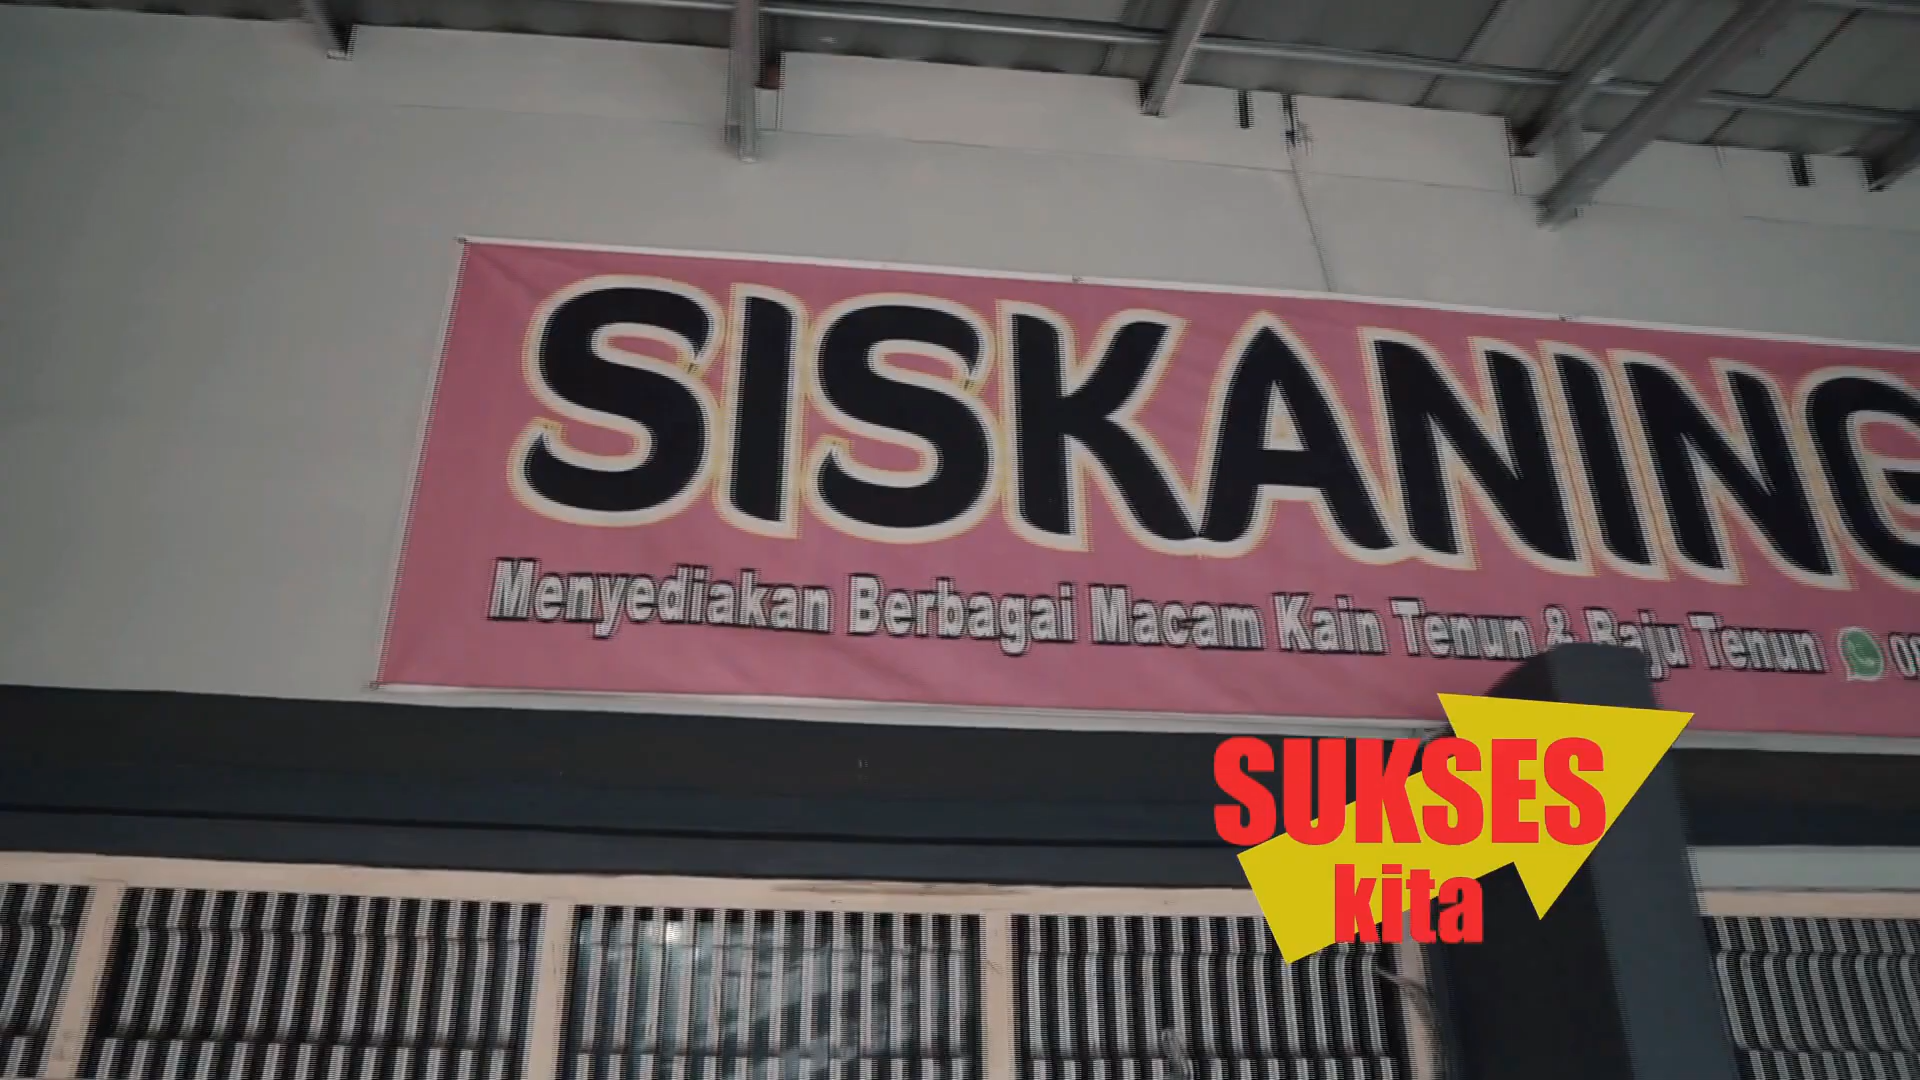 SISKANING
Menyediakan Berbagai Macam Kain Tenun & Baju Tenun
SUKSES
kita